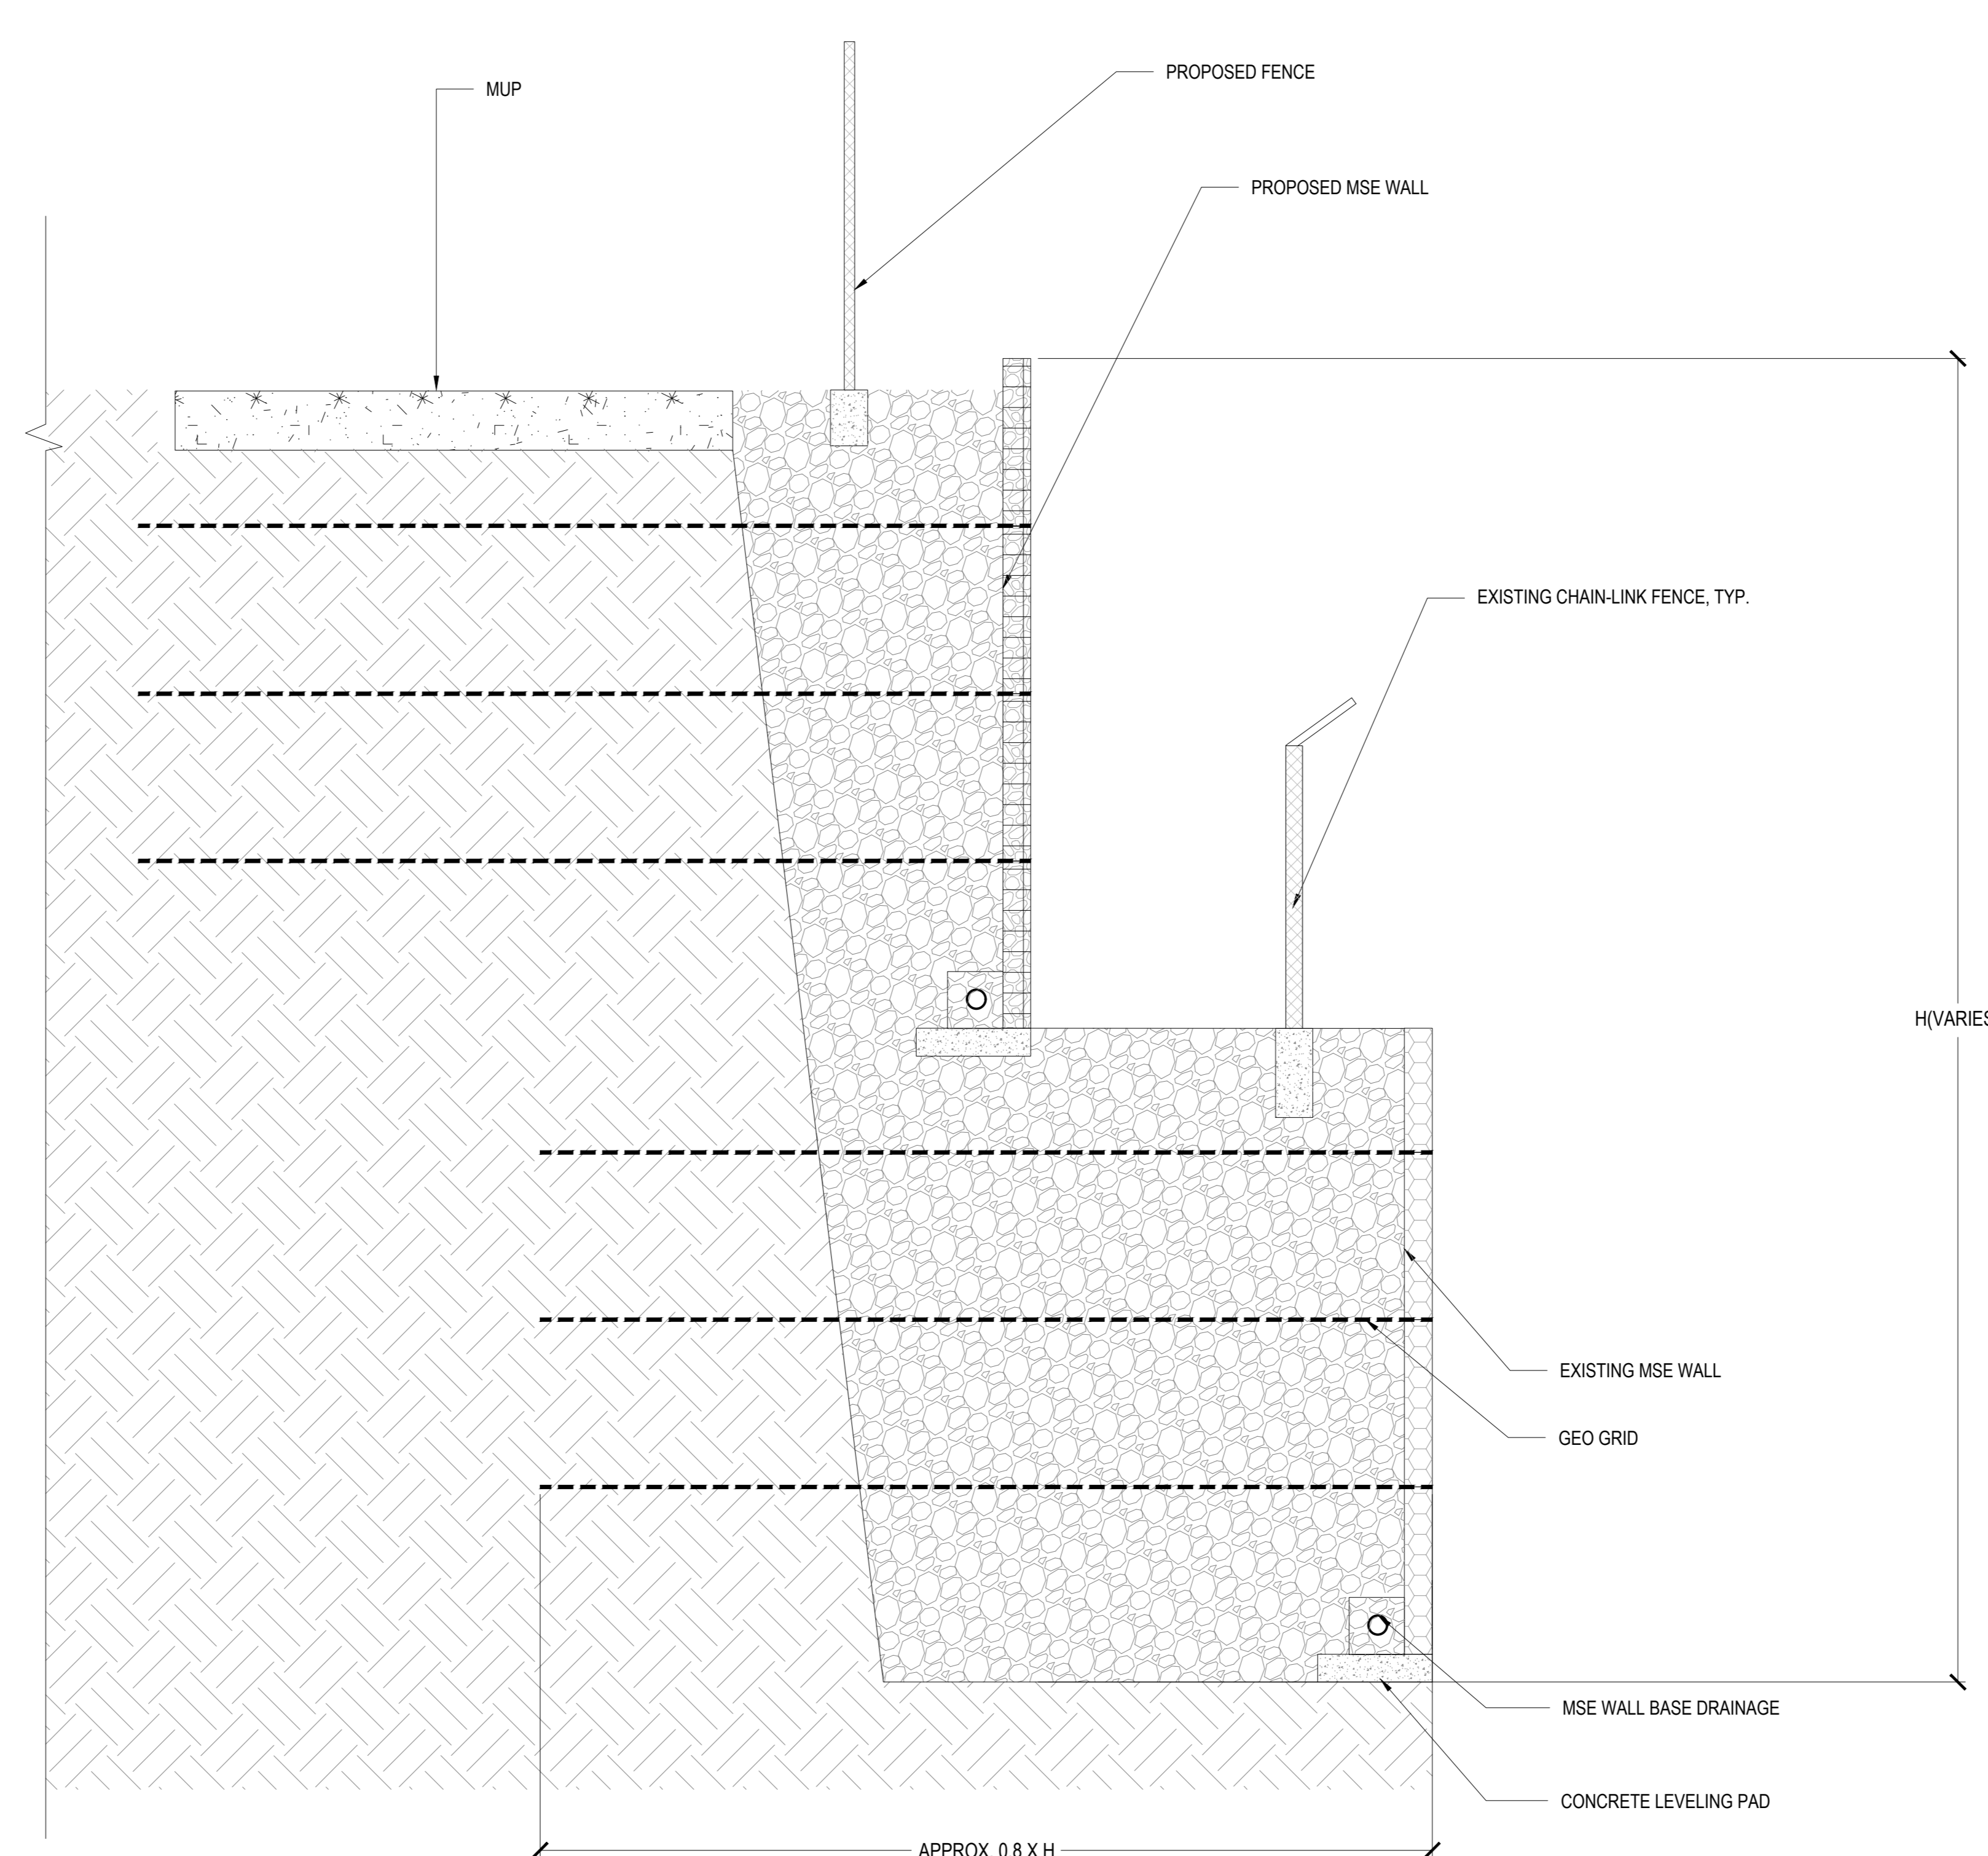 PROPOSED FENCE
MUP
PROPOSED MSE WALL
EXISTING CHAIN-LINK FENCE, TYP.
H(VARIES
EXISTING MSE WALL
GEO GRID
MSE WALL BASE DRAINAGE
CONCRETE LEVELING PAD
APPROX. 0.8 X H